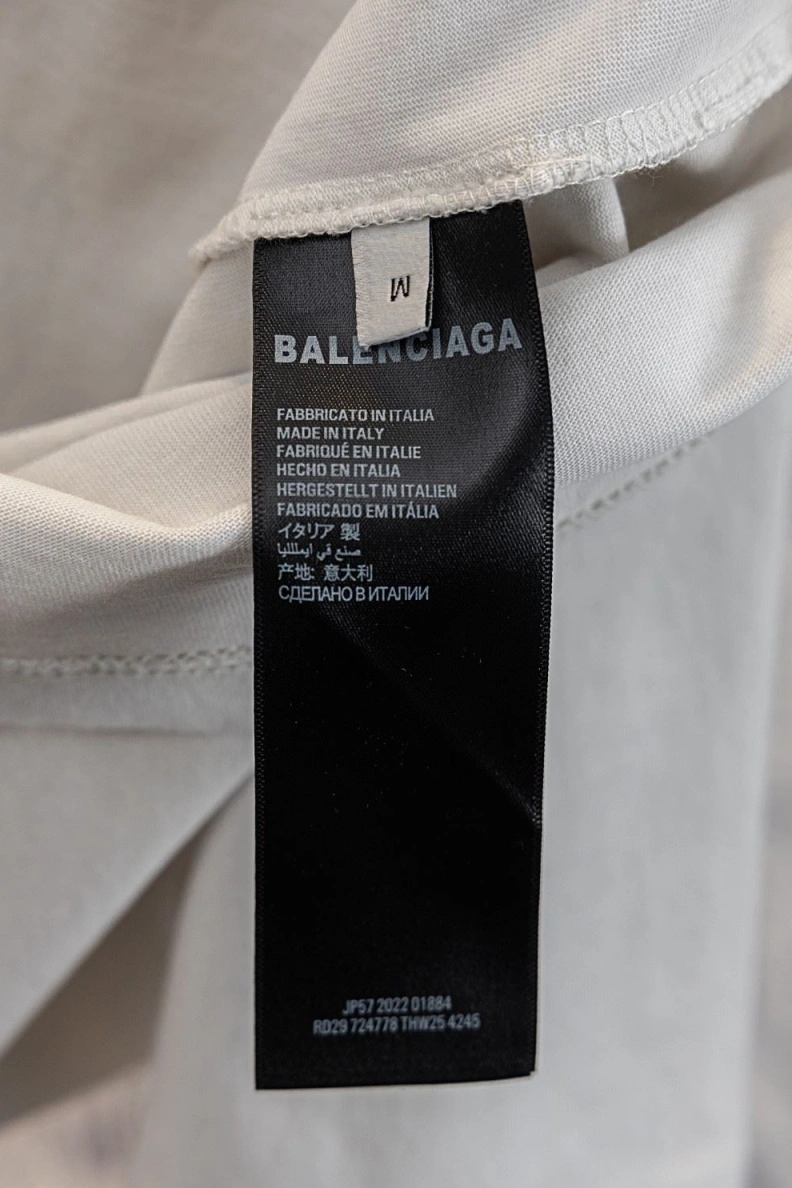 M
BALENCIAGA
FABBRICATO IN ITALIA
MADE IN ITALY
FABRIQUÉ EN ITALIE
HECHO EN ITALIA
HERGESTELLT IN ITALIEN
FABRICADO EM ITÁLIA
イタリア 製
صنع في ايطلليا
产地: 意大利
СДЕЛАНО В ИТАЛИИ
JP57 2022 01884
RD29 724778 THW25 4245